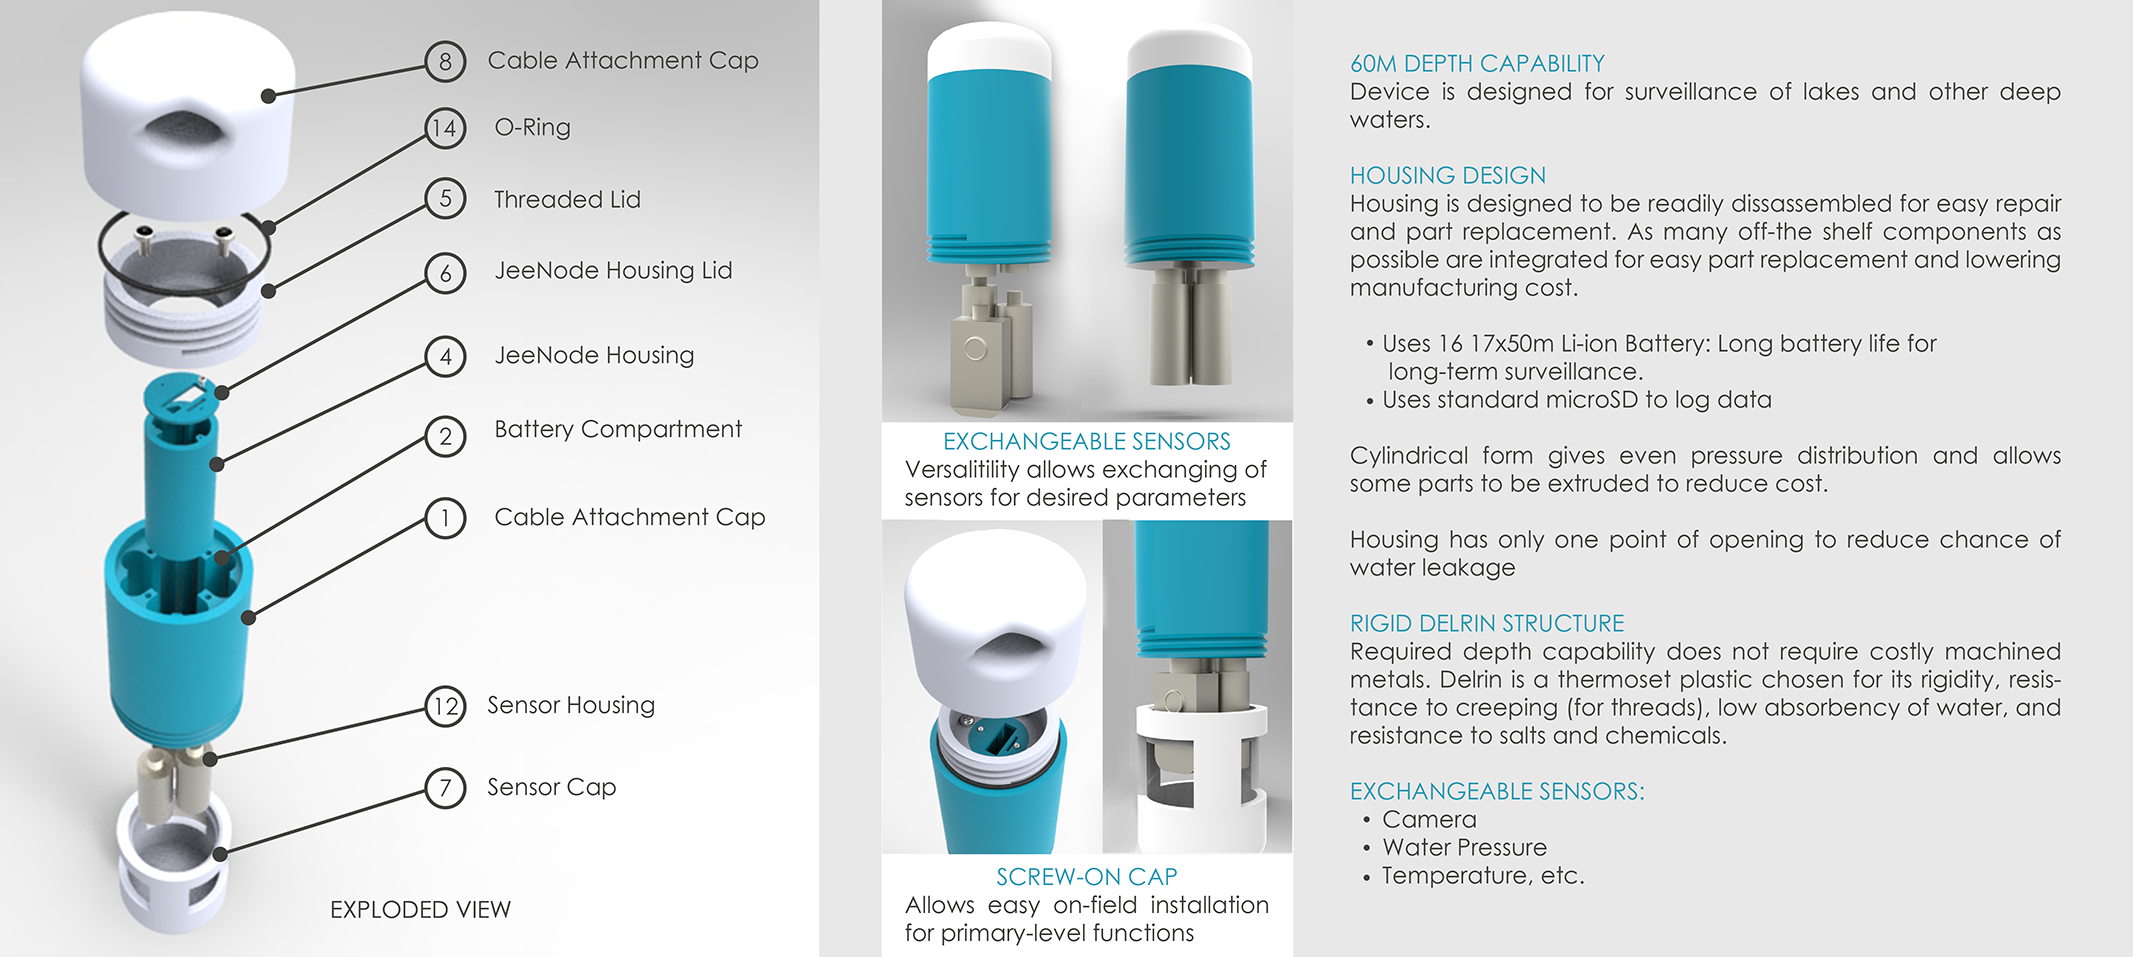 8 Cable Attachment Cap
14 O-Ring
5 Threaded Lid
6 JeeNode Housing Lid
4 JeeNode Housing
2 Battery Compartment
1 Cable Attachment Cap
12 Sensor Housing
7 Sensor Cap
EXPLODED VIEW
EXCHANGEABLE SENSORS
Versalitility allows exchanging of
sensors for desired parameters
SCREW-ON CAP
Allows easy on-field installation
for primary-level functions
60M DEPTH CAPABILITY
Device is designed for surveillance of lakes and other deep
waters.
HOUSING DESIGN
Housing is designed to be readily dissassembled for easy repair
and part replacement. As many off-the shelf components as
possible are integrated for easy part replacement and lowering
manufacturing cost.
• Uses 16 17x50m Li-ion Battery: Long battery life for
long-term surveillance.
• Uses standard microSD to log data
Cylindrical form gives even pressure distribution and allows
some parts to be extruded to reduce cost.
Housing has only one point of opening to reduce chance of
water leakage
RIGID DELRIN STRUCTURE
Required depth capability does not require costly machined
metals. Delrin is a thermoset plastic chosen for its rigidity, resis-
tance to creeping (for threads), low absorbency of water, and
resistance to salts and chemicals.
EXCHANGEABLE SENSORS:
• Camera
• Water Pressure
• Temperature, etc.